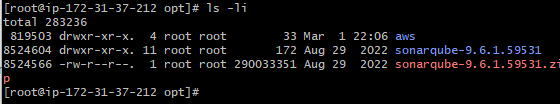 [root@ip-172-31-37-212 opt]# ls -li
total 283236
 819503 drwxr-xr-x.  4 root root        33 Mar  1 22:06 aws
8524604 drwxr-xr-x. 11 root root       172 Aug 29  2022 sonarqube-9.6.1.59531
8524566 -rw-r--r--.  1 root root 290033351 Aug 29  2022 sonarqube-9.6.1.59531.zi
p
[root@ip-172-31-37-212 opt]#